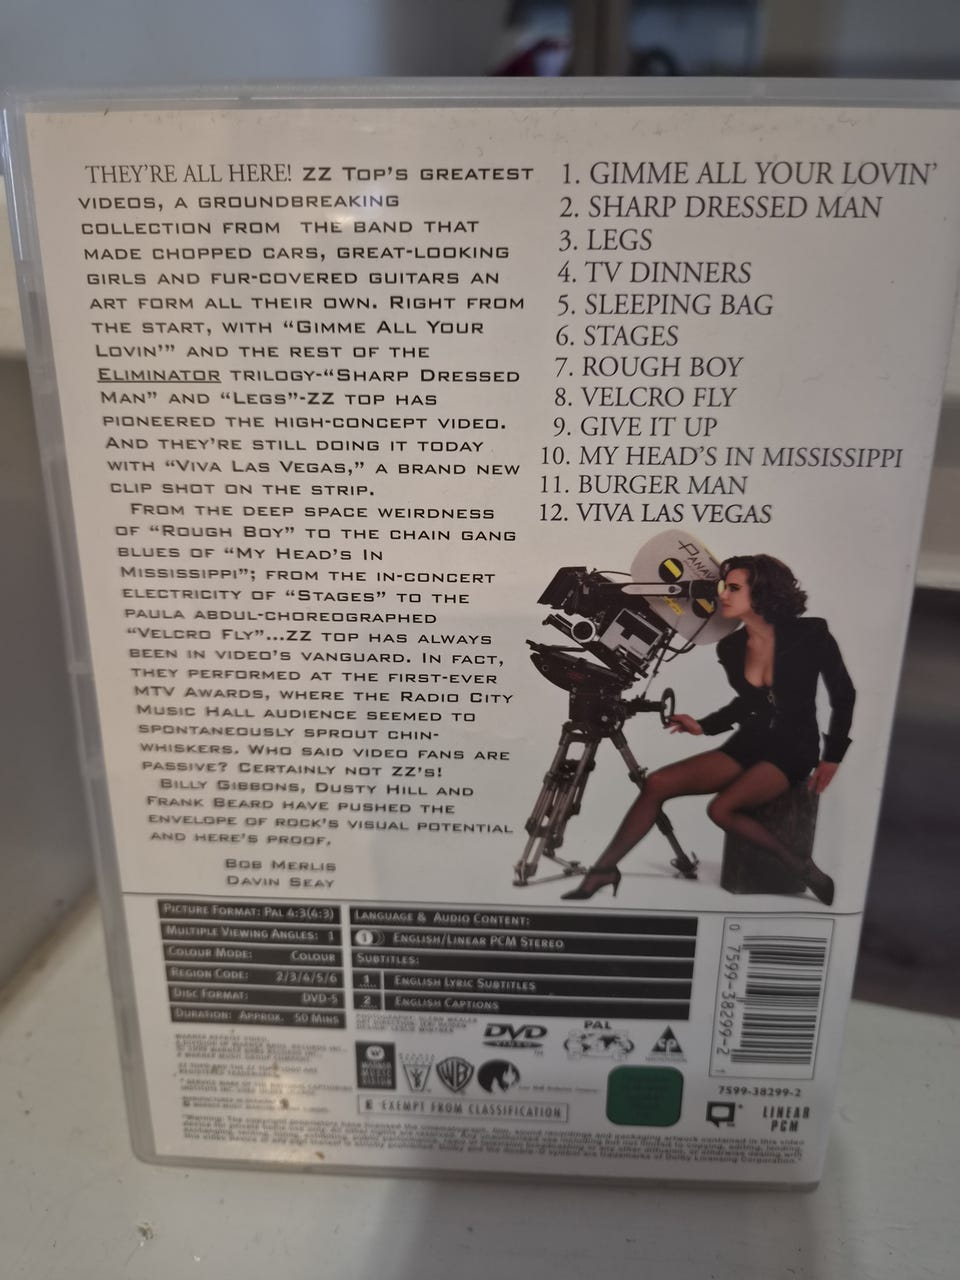 THEY'RE ALL HERE! ZZ TOP'S GREATEST
VIDEOS, A GROUNDBREAKING
COLLECTION FROM THE BAND THAT
MADE CHOPPED CARS, GREAT-LOOKING
GIRLS AND FUR-COVERED GUITARS AN
ART FORM ALL THEIR OWN. RIGHT FROM
THE START, WITH “GIMME ALL YOUR
LOVIN'” AND THE REST OF THE
ELIMINATOR TRILOGY-“SHARP DRESSED
MAN” AND “LEGS”-ZZ TOP HAS
PIONEERED THE HIGH-CONCEPT VIDEO.
AND THEY'RE STILL DOING IT TODAY
WITH “VIVA LAS VEGAS,” A BRAND NEW
CLIP SHOT ON THE STRIP.
FROM THE DEEP SPACE WEIRDNESS
OF “ROUGH BOY” TO THE CHAIN GANG
BLUES OF “MY HEAD'S IN
MISSISSIPPI”; FROM THE IN-CONCERT
ELECTRICITY OF “STAGES” TO THE
PAULA ABDUL-CHOREOGRAPHED
“VELCRO FLY”...ZZ TOP HAS ALWAYS
BEEN IN VIDEO'S VANGUARD. IN FACT,
THEY PERFORMED AT THE FIRST-EVER
MTV AWARDS, WHERE THE RADIO CITY
MUSIC HALL AUDIENCE SEEMED TO
SPONTANEOUSLY SPROUT CHIN-
WHISKERS. WHO SAID VIDEO FANS ARE
PASSIVE? CERTAINLY NOT ZZ'S!
BILLY GIBBONS, DUSTY HILL AND
FRANK BEARD HAVE PUSHED THE
ENVELOPE OF ROCK'S VISUAL POTENTIAL
AND HERE'S PROOF.
BOB MERLIS
DAVIN SEAY
1. GIMME ALL YOUR LOVIN'
2. SHARP DRESSED MAN
3. LEGS
4. TV DINNERS
5. SLEEPING BAG
6. STAGES
7. ROUGH BOY
8. VELCRO FLY
9. GIVE IT UP
10. MY HEAD'S IN MISSISSIPPI
11. BURGER MAN
12. VIVA LAS VEGAS
PANAV
PICTURE FORMAT: PAL 4:3(4:3)
MULTIPLE VIEWING ANGLES: 1
COLOUR MODE: COLOUR
REGION CODE: 2/3/4/5/6
DISC FORMAT: DVD-5
DURATION: APPROX. 50 MINS
LANGUAGE & AUDIO CONTENT:
1 ENGLISH/LINEAR PCM STEREO
SUBTITLES:
1 ENGLISH LYRIC SUBTITLES
2 ENGLISH CAPTIONS
DVD
VIDEO
PAL
WB
E EXEMPT FROM CLASSIFICATION
0 7599-38299-2 1
7599-38299-2
LINEAR
PCM